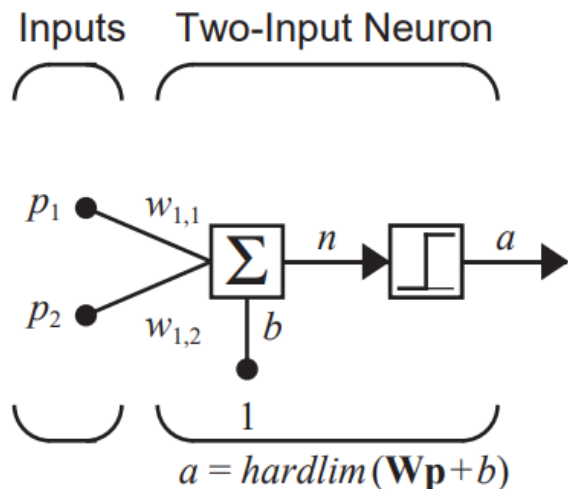 Inputs Two-Input Neuron
p₁ w₁,₁
Σ n a
p₂ w₁,₂ b
1
a = hardlim (Wp + b)